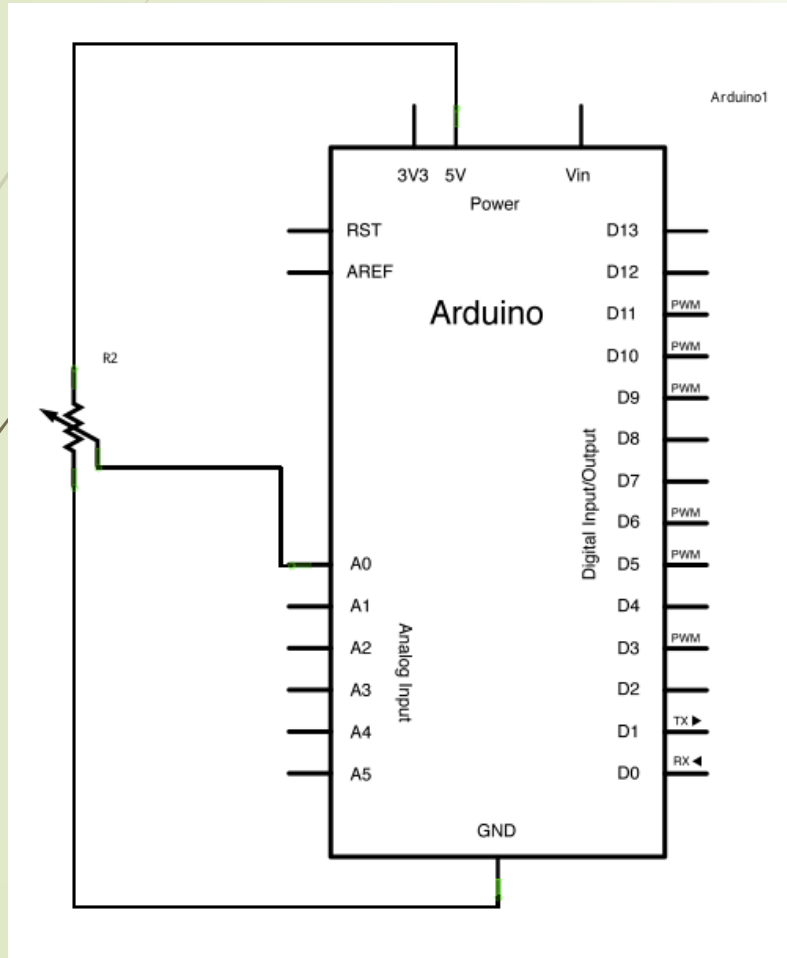 Arduino1
3V3 5V Vin
Power
RST D13
AREF D12
Arduino D11 PWM
D10 PWM
R2
D9 PWM
D8
D7
Digital Input/Output
D6 PWM
A0 D5 PWM
A1 D4
Analog Input
A2 D3 PWM
A3 D2
A4 D1 TX ▶
A5 D0 RX ◀
GND